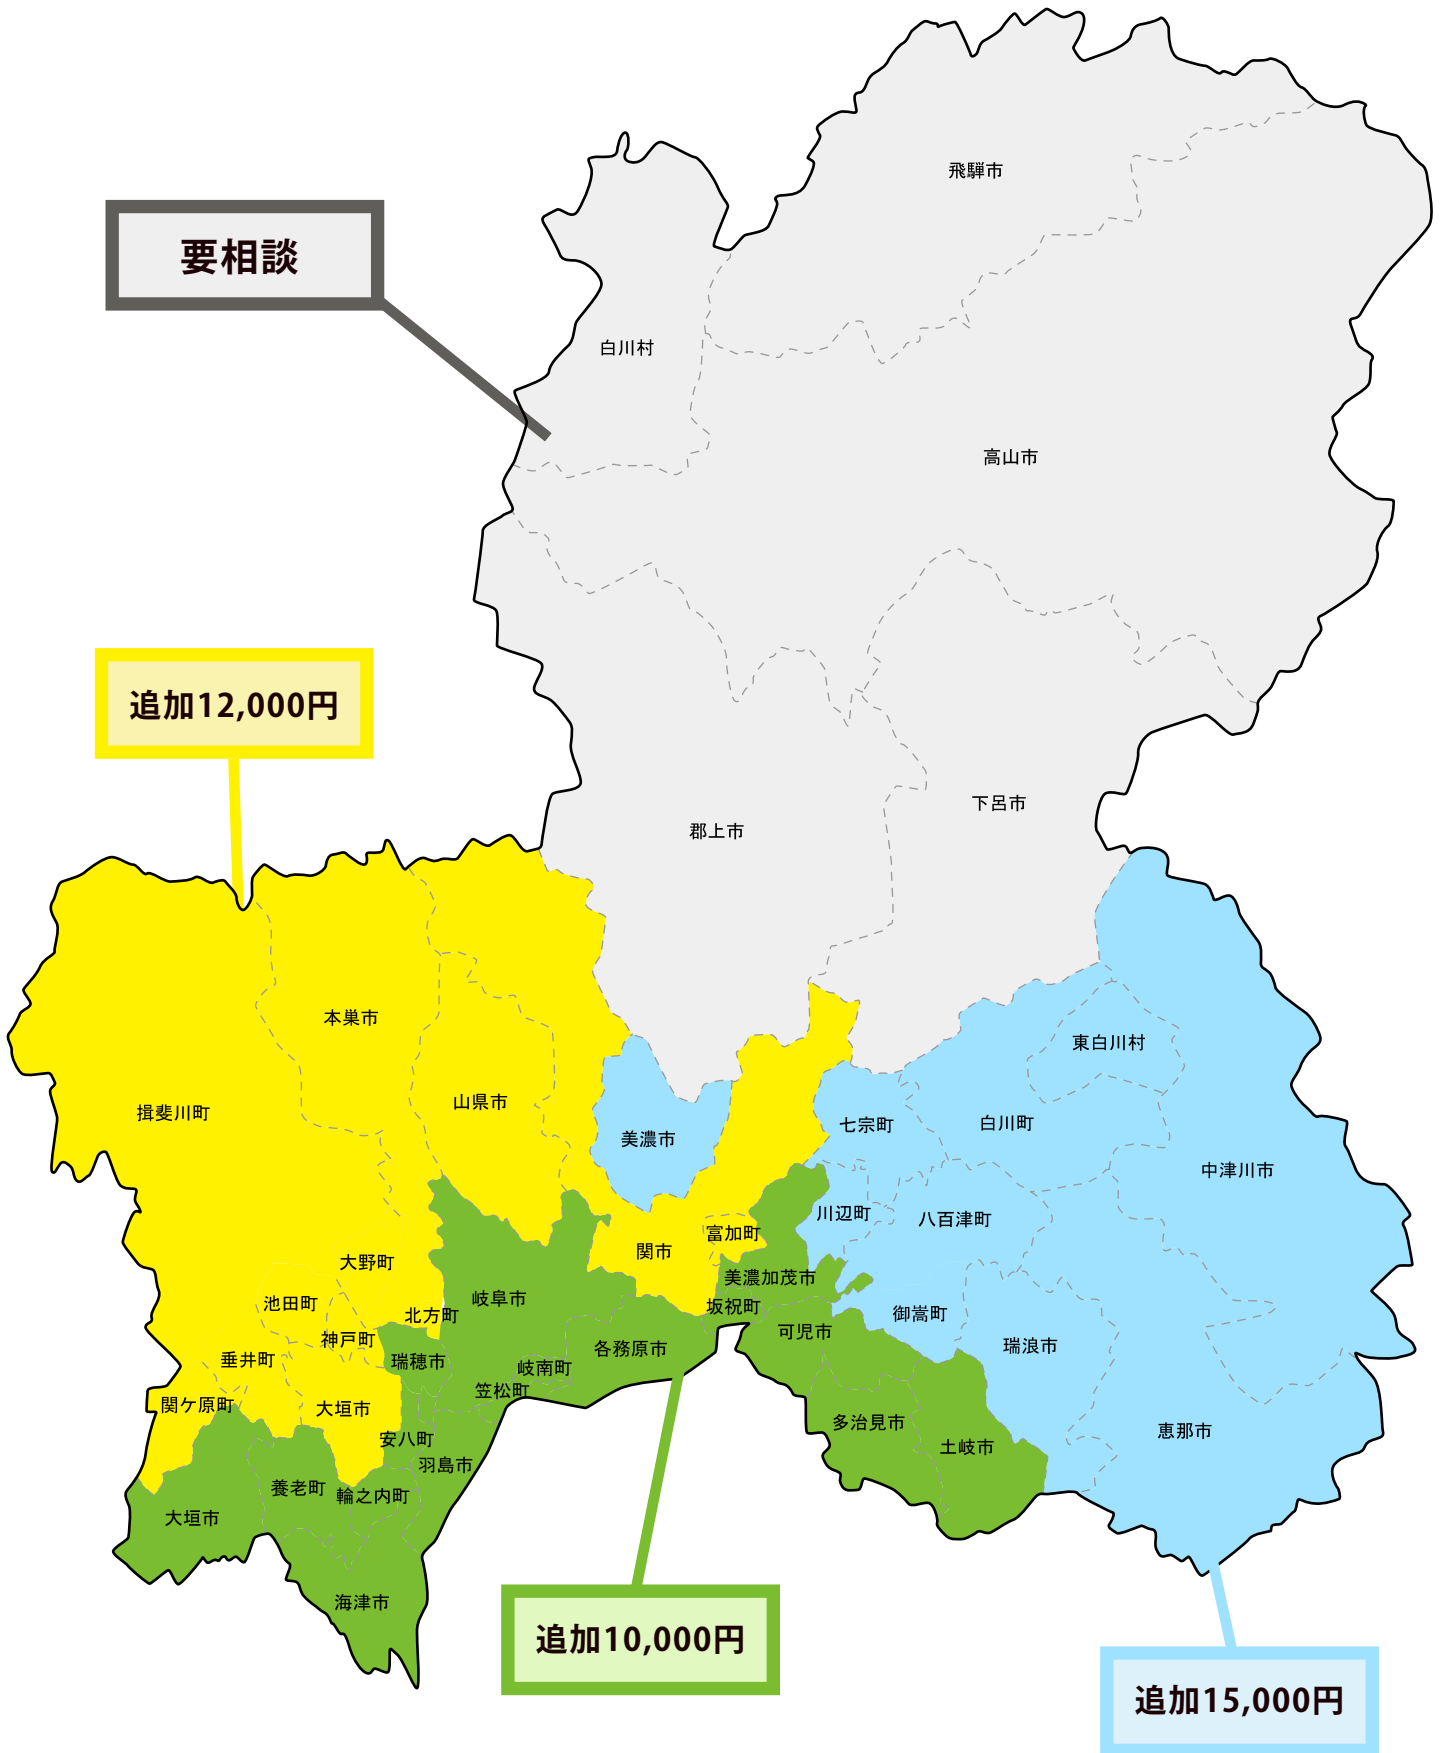 飛騨市
要相談
白川村
高山市
追加12,000円
下呂市
郡上市
本巣市
東白川村
山県市
揖斐川町
白川町
七宗町
美濃市
中津川市
川辺町
八百津町
富加町
関市
大野町
美濃加茂市
岐阜市
池田町
坂祝町
御嵩町
北方町
可児市
神戸町
瑞浪市
各務原市
垂井町
瑞穂市
岐南町
笠松町
関ケ原町
大垣市
多治見市
恵那市
安八町
土岐市
羽島市
養老町
輪之内町
大垣市
海津市
追加10,000円
追加15,000円